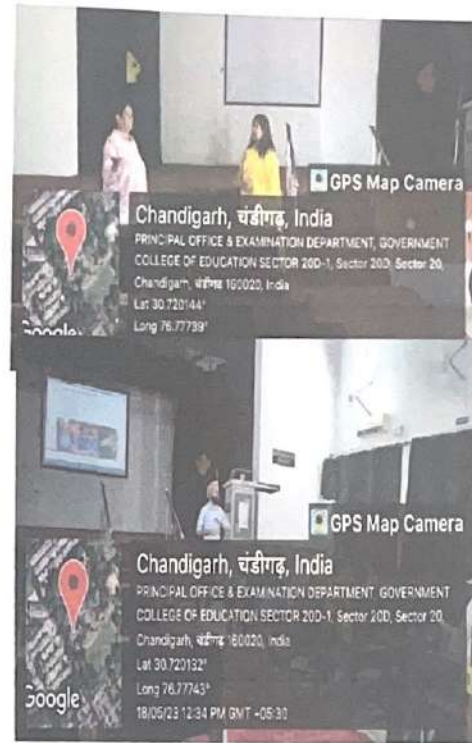 GPS Map Camera
Chandigarh, चंडीगढ़, India
PRINCIPAL OFFICE & EXAMINATION DEPARTMENT, GOVERNMENT
COLLEGE OF EDUCATION SECTOR 20D-1, Sector 20D, Sector 20,
Chandigarh, चंडीगढ़ 160020, India
Lat 30.720144°
Long 76.77739°
Google
GPS Map Camera
Chandigarh, चंडीगढ़, India
PRINCIPAL OFFICE & EXAMINATION DEPARTMENT, GOVERNMENT
COLLEGE OF EDUCATION SECTOR 20D-1, Sector 20D, Sector 20,
Chandigarh, चंडीगढ़ 160020, India
Lat 30.720132°
Long 76.77743°
18/05/23 12:34 PM GMT +05:30
Google